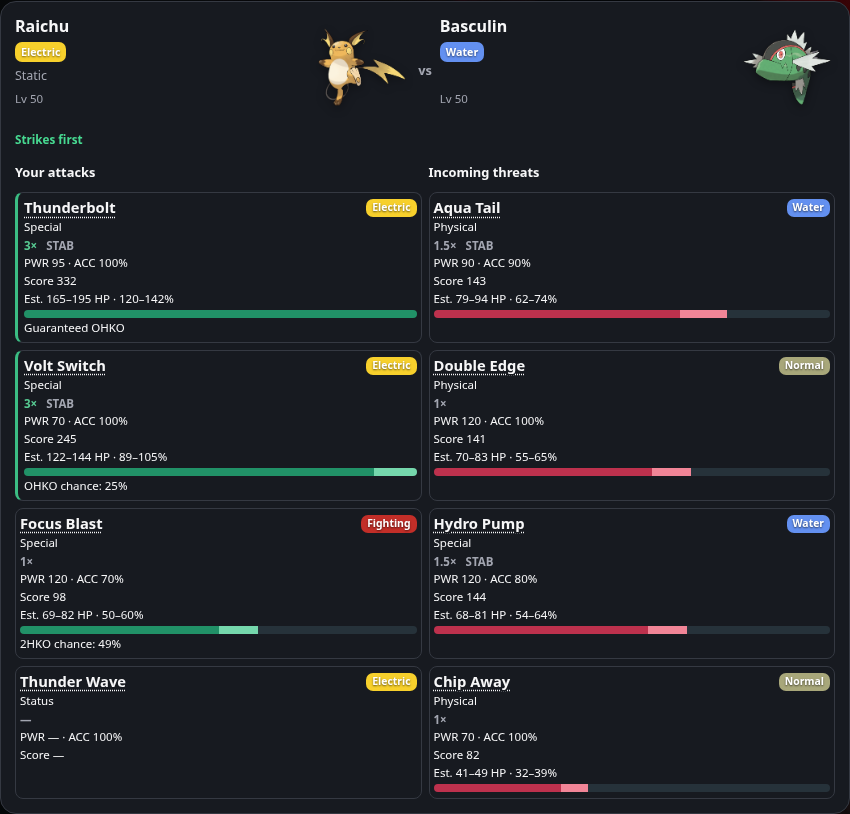 Raichu
Electric
Static
Lv 50
vs
Basculin
Water
Lv 50
Strikes first
Your attacks
Thunderbolt
Electric
Special
3× STAB
PWR 95 · ACC 100%
Score 332
Est. 165–195 HP · 120–142%
Guaranteed OHKO
Volt Switch
Electric
Special
3× STAB
PWR 70 · ACC 100%
Score 245
Est. 122–144 HP · 89–105%
OHKO chance: 25%
Focus Blast
Fighting
Special
1×
PWR 120 · ACC 70%
Score 98
Est. 69–82 HP · 50–60%
2HKO chance: 49%
Thunder Wave
Electric
Status
—
PWR — · ACC 100%
Score —
Incoming threats
Aqua Tail
Water
Physical
1.5× STAB
PWR 90 · ACC 90%
Score 143
Est. 79–94 HP · 62–74%
Double Edge
Normal
Physical
1×
PWR 120 · ACC 100%
Score 141
Est. 70–83 HP · 55–65%
Hydro Pump
Water
Special
1.5× STAB
PWR 120 · ACC 80%
Score 144
Est. 68–81 HP · 54–64%
Chip Away
Normal
Physical
1×
PWR 70 · ACC 100%
Score 82
Est. 41–49 HP · 32–39%